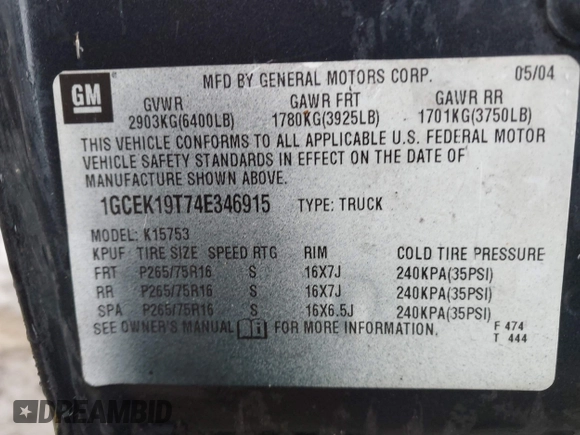 MFD BY GENERAL MOTORS CORP. 05/04
GM
GVWR GAWR FRT GAWR RR
2903KG(6400LB) 1780KG(3925LB) 1701KG(3750LB)
THIS VEHICLE CONFORMS TO ALL APPLICABLE U.S. FEDERAL MOTOR
VEHICLE SAFETY STANDARDS IN EFFECT ON THE DATE OF
MANUFACTURE SHOWN ABOVE.
1GCEK19T74E346915 TYPE: TRUCK
MODEL: K15753
KPUF TIRE SIZE SPEED RTG RIM COLD TIRE PRESSURE
FRT P265/75R16 S 16X7J 240KPA(35PSI)
RR P265/75R16 S 16X7J 240KPA(35PSI)
SPA P265/75R16 S 16X6.5J 240KPA(35PSI)
SEE OWNER'S MANUAL i FOR MORE INFORMATION.
F 474
T 444
DREAMBID